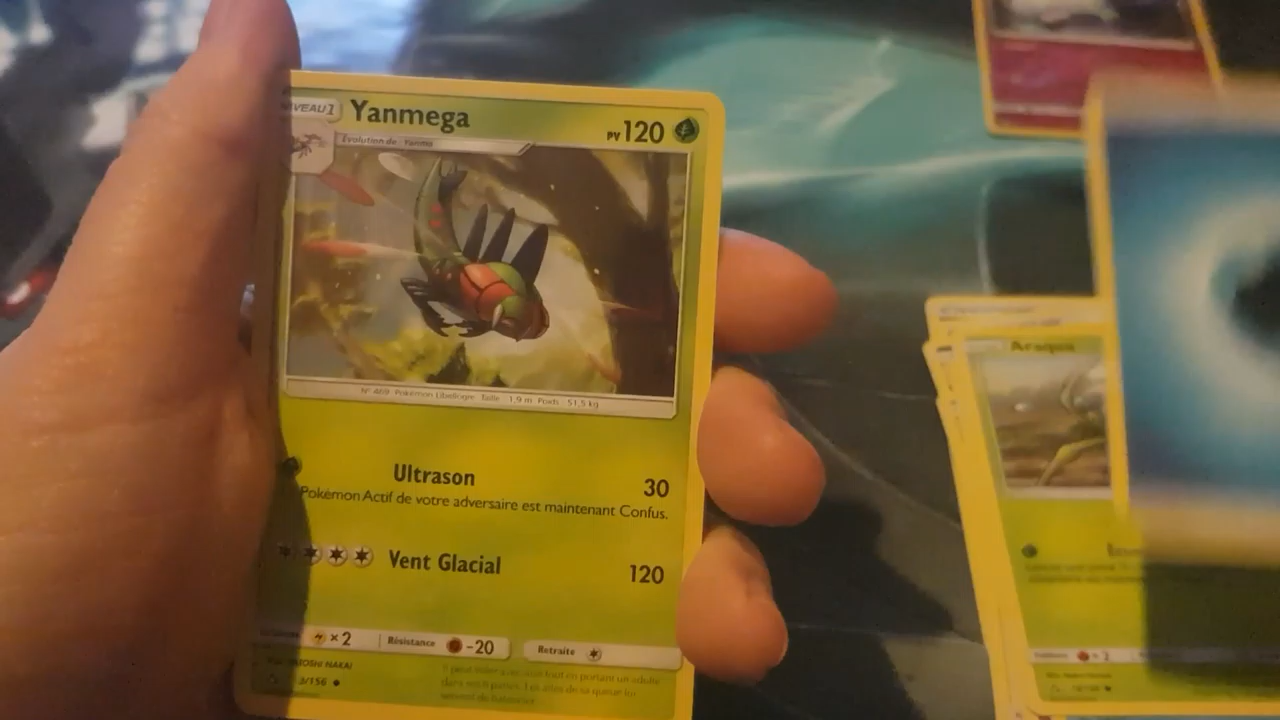 NIVEAU 1
Yanmega
PV 120
Évolution de Yanma
N° 469 Pokémon Libellogre Taille : 1,9 m Poids : 51,5 kg
Ultrason 30
Pokémon Actif de votre adversaire est maintenant Confus.
Vent Glacial 120
×2 Résistance -20 Retraite
NAKAI
3/156
Araqua
× 2